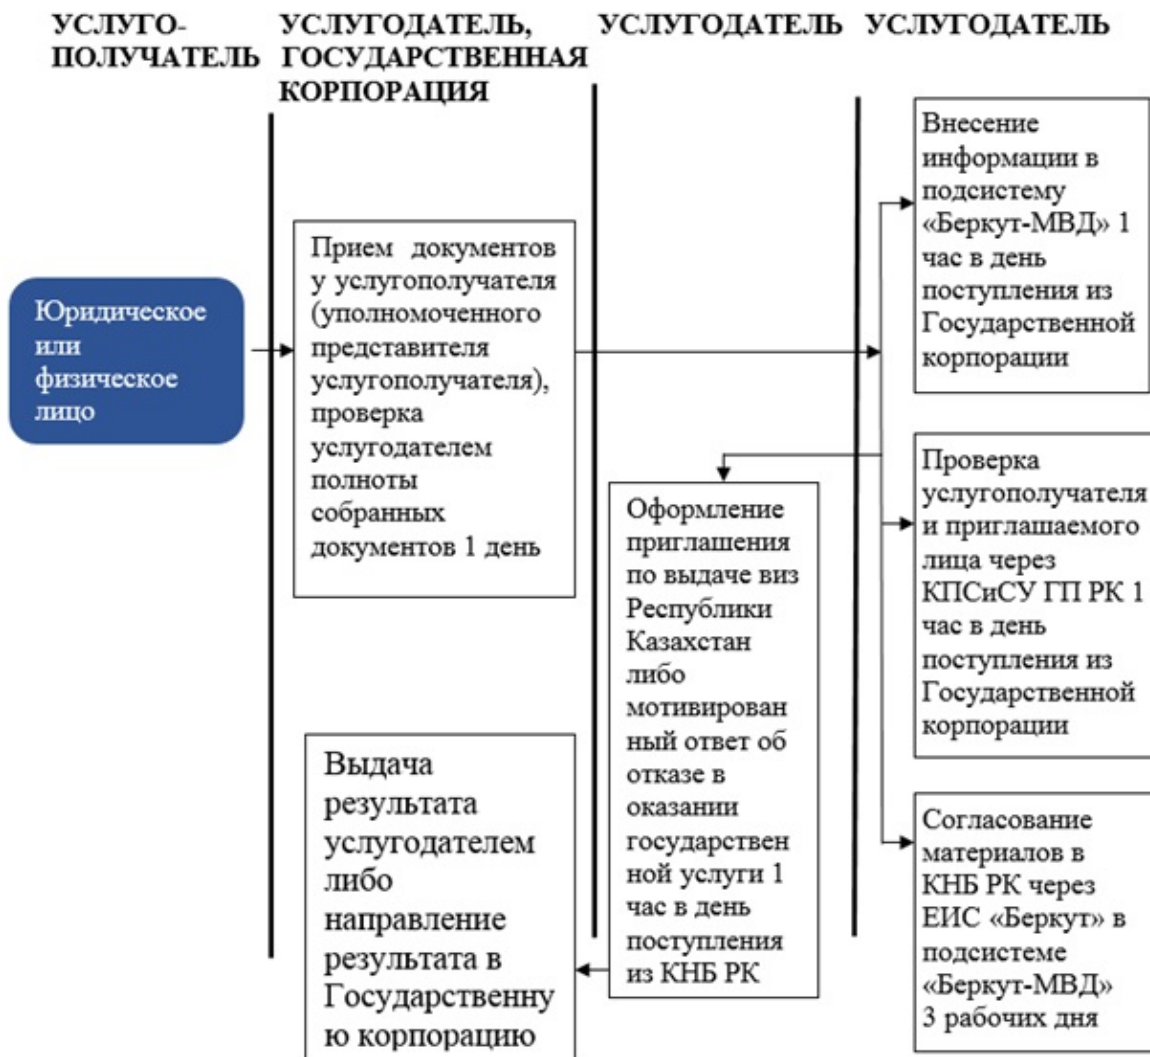 УСЛУГО-
ПОЛУЧАТЕЛЬ
УСЛУГОДАТЕЛЬ,
ГОСУДАРСТВЕННАЯ
КОРПОРАЦИЯ
УСЛУГОДАТЕЛЬ
УСЛУГОДАТЕЛЬ
Юридическое
или
физическое
лицо
Прием документов
у услугополучателя
(уполномоченного
представителя
услугополучателя),
проверка
услугодателем
полноты
собранных
документов 1 день
Внесение
информации в
подсистему
«Беркут-МВД» 1
час в день
поступления из
Государственной
корпорации
Проверка
услугополучателя
и приглашаемого
лица через
КПСиСУ ГП РК 1
час в день
поступления из
Государственной
корпорации
Согласование
материалов в
КНБ РК через
ЕИС «Беркут» в
подсистеме
«Беркут-МВД»
3 рабочих дня
Оформление
приглашения
по выдаче виз
Республики
Казахстан
либо
мотивирован
ный ответ об
отказе в
оказании
государствен
ной услуги 1
час в день
поступления
из КНБ РК
Выдача
результата
услугодателем
либо
направление
результата в
Государственну
ю корпорацию